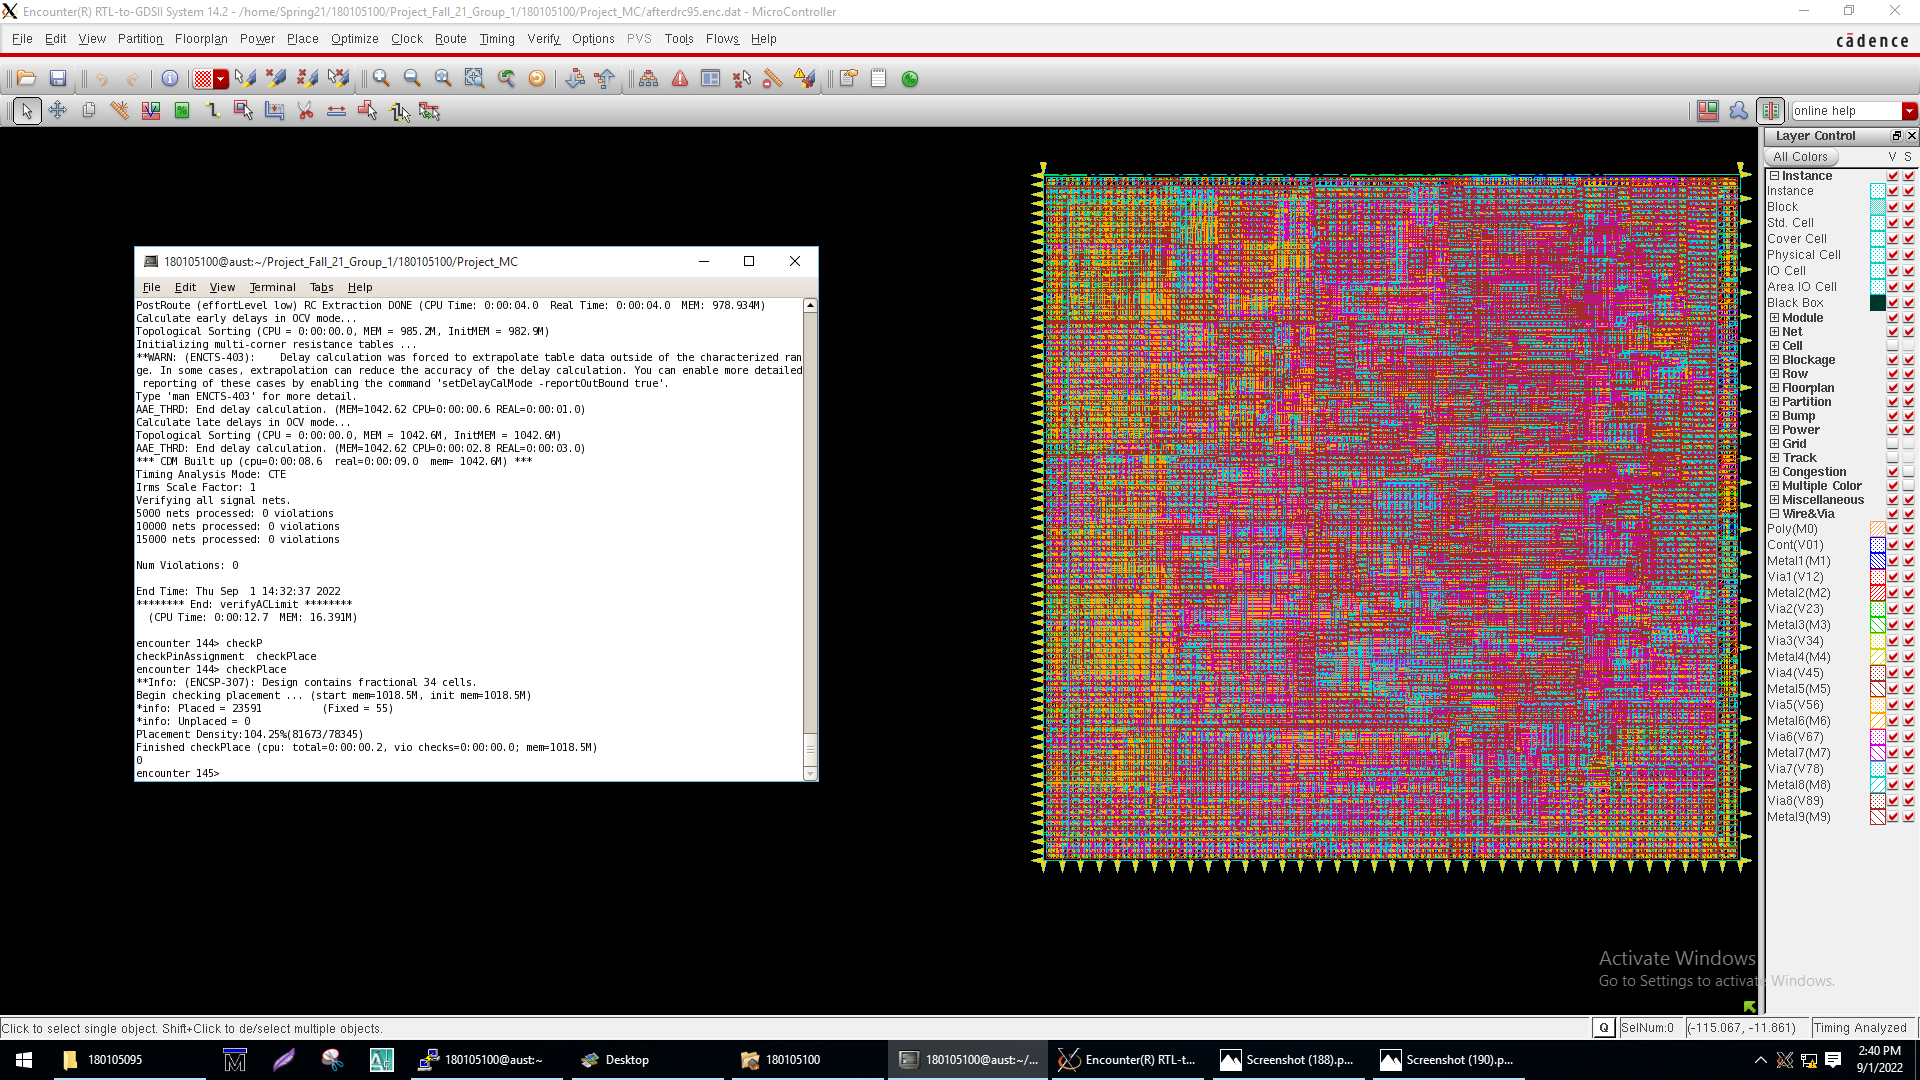 Encounter(R) RTL-to-GDSII System 14.2 - /home/Spring21/180105100/Project_Fall_21_Group_1/180105100/Project_MC/afterdrc95.enc.dat - MicroController
File Edit View Partition Floorplan Power Place Optimize Clock Route Timing Verify Options PVS Tools Flows Help
cādence
online help
Layer Control
All Colors V S
Instance
Instance
Block
Std. Cell
Cover Cell
Physical Cell
IO Cell
Area IO Cell
Black Box
Module
Net
Cell
Blockage
Row
Floorplan
Partition
Bump
Power
Grid
Track
Congestion
Multiple Color
Miscellaneous
Wire&Via
Poly(M0)
Cont(V01)
Metal1(M1)
Via1(V12)
Metal2(M2)
Via2(V23)
Metal3(M3)
Via3(V34)
Metal4(M4)
Via4(V45)
Metal5(M5)
Via5(V56)
Metal6(M6)
Via6(V67)
Metal7(M7)
Via7(V78)
Metal8(M8)
Via8(V89)
Metal9(M9)
180105100@aust:~/Project_Fall_21_Group_1/180105100/Project_MC
File Edit View Terminal Tabs Help
PostRoute (effortLevel low) RC Extraction DONE (CPU Time: 0:00:04.0  Real Time: 0:00:04.0  MEM: 978.934M)
Calculate early delays in OCV mode...
Topological Sorting (CPU = 0:00:00.0, MEM = 985.2M, InitMEM = 982.9M)
Initializing multi-corner resistance tables ...
**WARN: (ENCTS-403):    Delay calculation was forced to extrapolate table data outside of the characterized ran
ge. In some cases, extrapolation can reduce the accuracy of the delay calculation. You can enable more detailed
reporting of these cases by enabling the command 'setDelayCalMode -reportOutBound true'.
Type 'man ENCTS-403' for more detail.
AAE_THRD: End delay calculation. (MEM=1042.62 CPU=0:00:00.6 REAL=0:00:01.0)
Calculate late delays in OCV mode...
Topological Sorting (CPU = 0:00:00.0, MEM = 1042.6M, InitMEM = 1042.6M)
AAE_THRD: End delay calculation. (MEM=1042.62 CPU=0:00:02.8 REAL=0:00:03.0)
*** CDM Built up (cpu=0:00:08.6  real=0:00:09.0  mem= 1042.6M) ***
Timing Analysis Mode: CTE
Irms Scale Factor: 1
Verifying all signal nets.
5000 nets processed: 0 violations
10000 nets processed: 0 violations
15000 nets processed: 0 violations
Num Violations: 0
End Time: Thu Sep  1 14:32:37 2022
******** End: verifyACLimit ********
(CPU Time: 0:00:12.7  MEM: 16.391M)
encounter 144> checkP
checkPinAssignment  checkPlace
encounter 144> checkPlace
**Info: (ENCSP-307): Design contains fractional 34 cells.
Begin checking placement ... (start mem=1018.5M, init mem=1018.5M)
*info: Placed = 23591          (Fixed = 55)
*info: Unplaced = 0
Placement Density:104.25%(81673/78345)
Finished checkPlace (cpu: total=0:00:00.2, vio checks=0:00:00.0; mem=1018.5M)
0
encounter 145>
Activate Windows
Go to Settings to activate Windows.
Click to select single object. Shift+Click to de/select multiple objects.
Q SelNum:0 (-115.067, -11.861) Timing Analyzed
180105095
180105100@aust:~
Desktop
180105100
180105100@aust:~/...
Encounter(R) RTL-t...
Screenshot (188).p...
Screenshot (190).p...
2:40 PM
9/1/2022